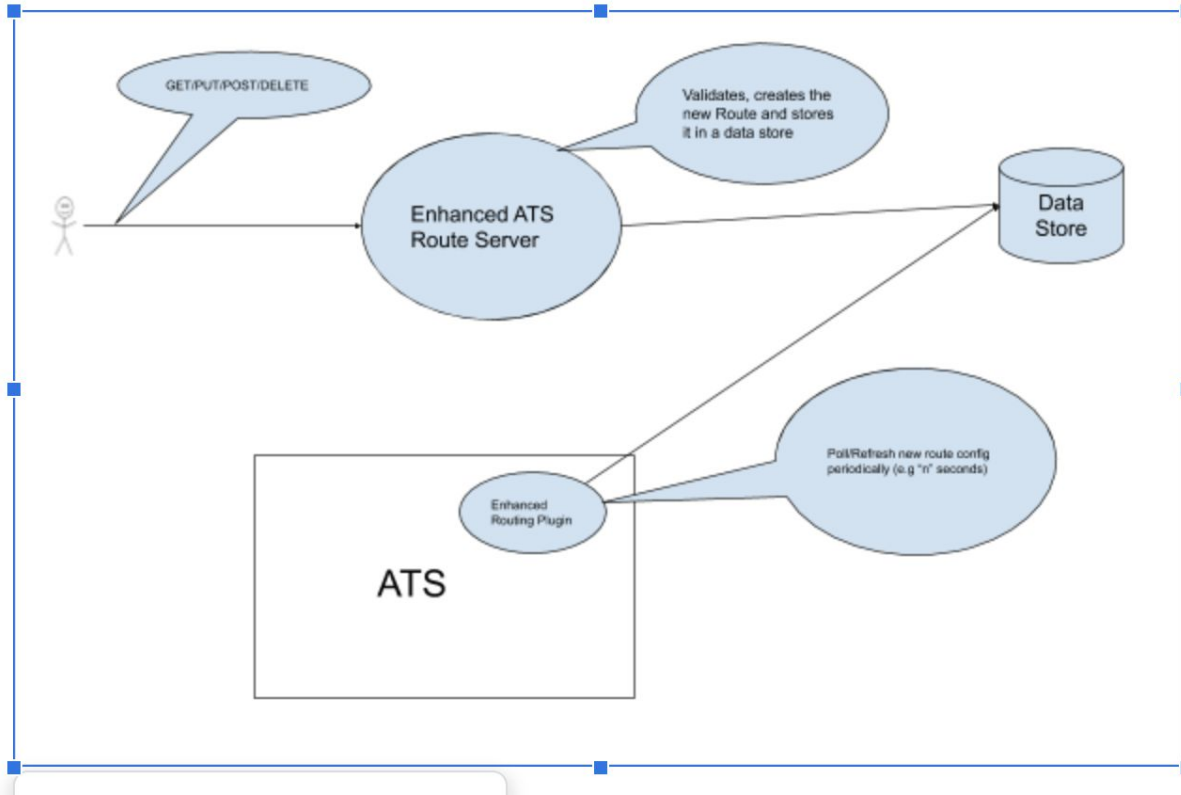 GET/PUT/POST/DELETE
Validates, creates the
new Route and stores
it in a data store
Enhanced ATS
Route Server
Data
Store
Poll/Refresh new route config
periodically (e.g "n" seconds)
Enhanced
Routing Plugin
ATS